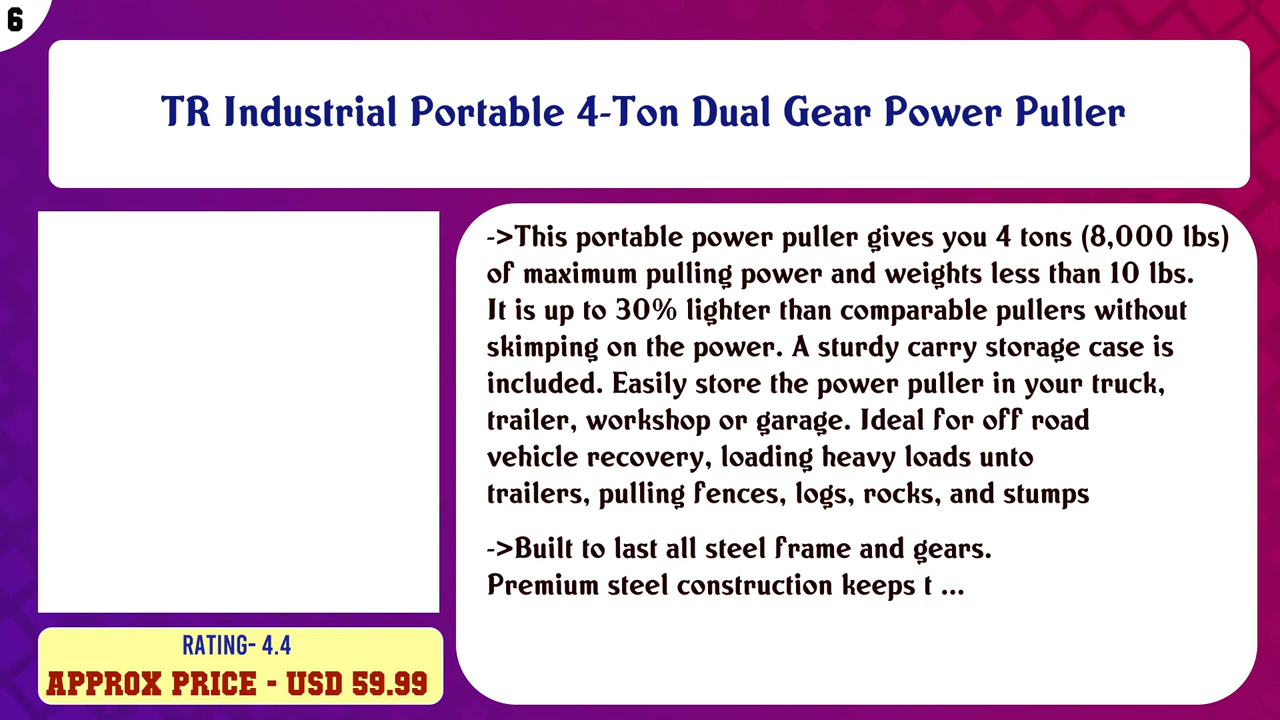 6
TR Industrial Portable 4-Ton Dual Gear Power Puller
->This portable power puller gives you 4 tons (8,000 lbs)
of maximum pulling power and weights less than 10 lbs.
It is up to 30% lighter than comparable pullers without
skimping on the power. A sturdy carry storage case is
included. Easily store the power puller in your truck,
trailer, workshop or garage. Ideal for off road
vehicle recovery, loading heavy loads unto
trailers, pulling fences, logs, rocks, and stumps
->Built to last all steel frame and gears.
Premium steel construction keeps t ...
RATING- 4.4
APPROX PRICE - USD 59.99